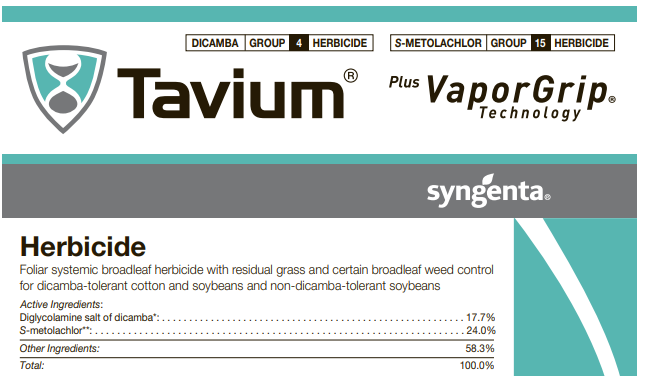 DICAMBA GROUP 4 HERBICIDE
S-METOLACHLOR GROUP 15 HERBICIDE
Tavium®
Plus VaporGrip®
Technology
syngenta®
Herbicide
Foliar systemic broadleaf herbicide with residual grass and certain broadleaf weed control
for dicamba-tolerant cotton and soybeans and non-dicamba-tolerant soybeans
Active Ingredients:
Diglycolamine salt of dicamba*: . . . . . . . . . . . . . . . . . . . . . . . . . . . . . . . . . . . . . . . . . . . . . . . 17.7%
S-metolachlor**: . . . . . . . . . . . . . . . . . . . . . . . . . . . . . . . . . . . . . . . . . . . . . . . . . . . . . . . . . . 24.0%
Other Ingredients: 58.3%
Total: 100.0%